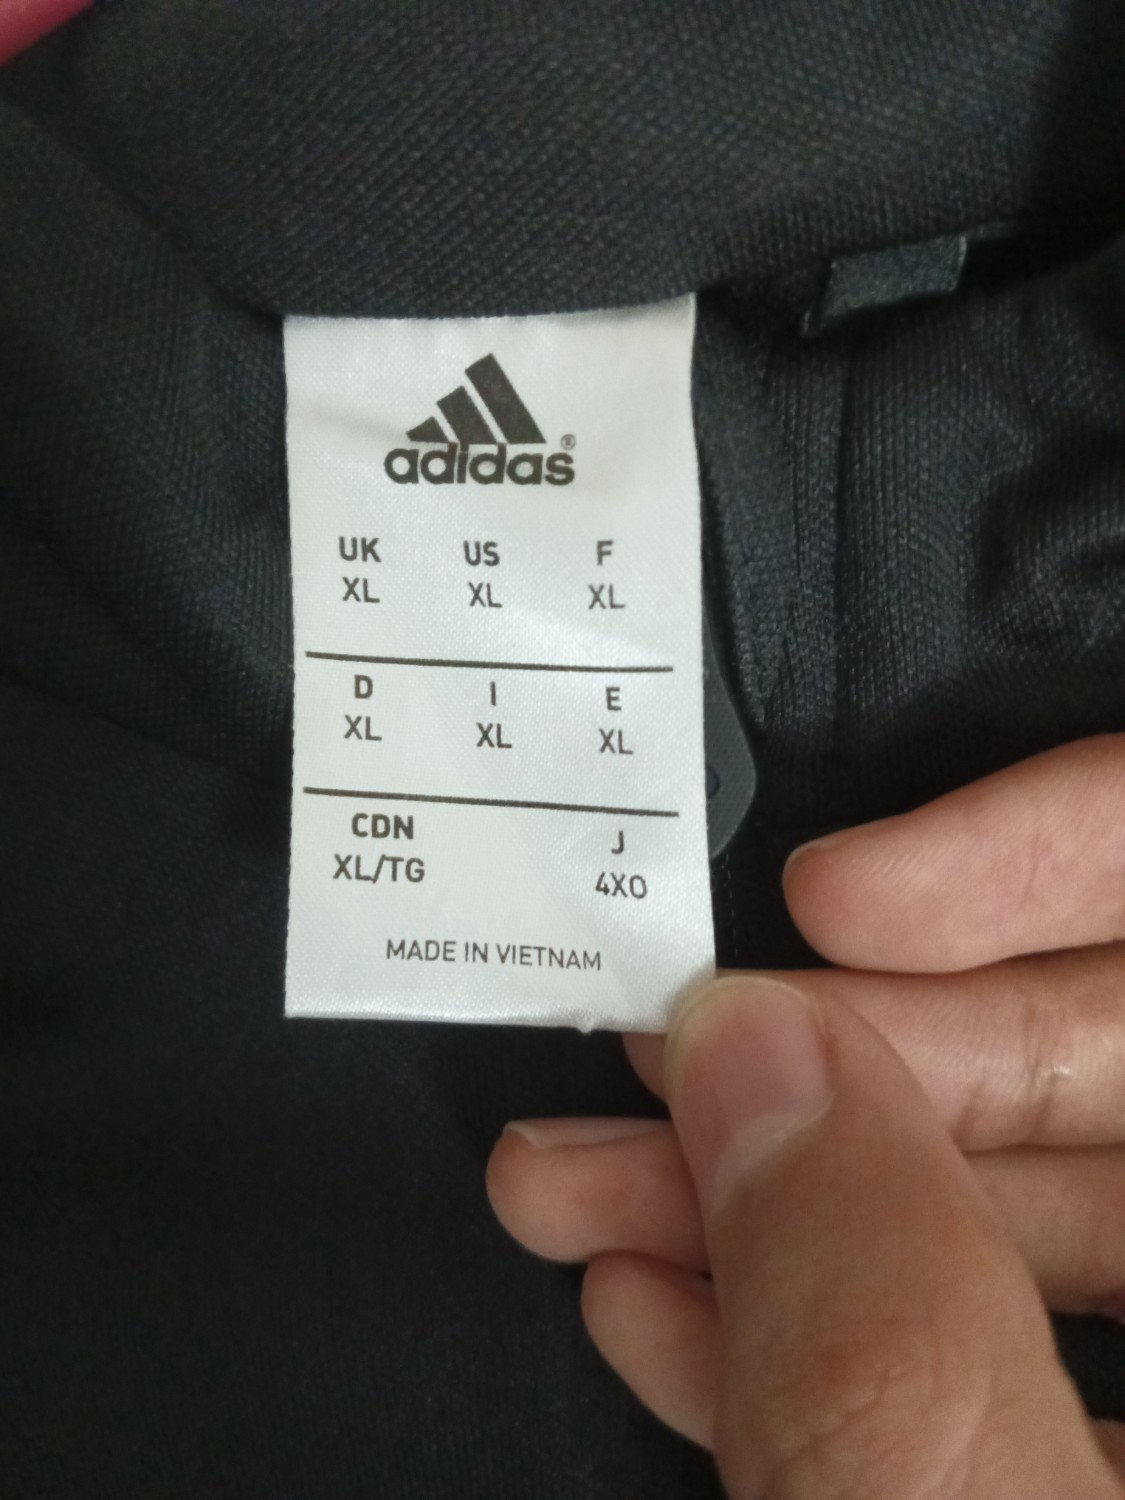 adidas®
UK US F
XL XL XL
D I E
XL XL XL
CDN J
XL/TG 4XO
MADE IN VIETNAM